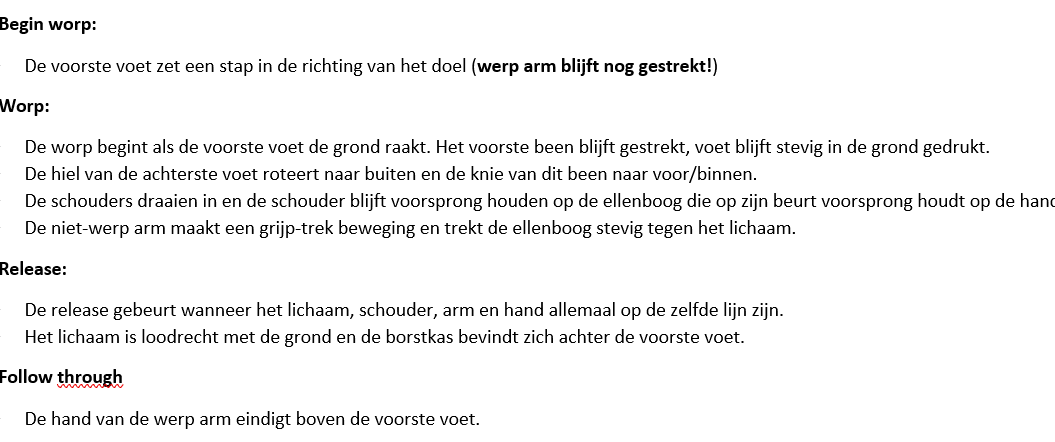 Begin worp:
De voorste voet zet een stap in de richting van het doel (werp arm blijft nog gestrekt!)
Worp:
De worp begint als de voorste voet de grond raakt. Het voorste been blijft gestrekt, voet blijft stevig in de grond gedrukt.
De hiel van de achterste voet roteert naar buiten en de knie van dit been naar voor/binnen.
De schouders draaien in en de schouder blijft voorsprong houden op de ellenboog die op zijn beurt voorsprong houdt op de hand
De niet-werp arm maakt een grijp-trek beweging en trekt de ellenboog stevig tegen het lichaam.
Release:
De release gebeurt wanneer het lichaam, schouder, arm en hand allemaal op de zelfde lijn zijn.
Het lichaam is loodrecht met de grond en de borstkas bevindt zich achter de voorste voet.
Follow through
De hand van de werp arm eindigt boven de voorste voet.